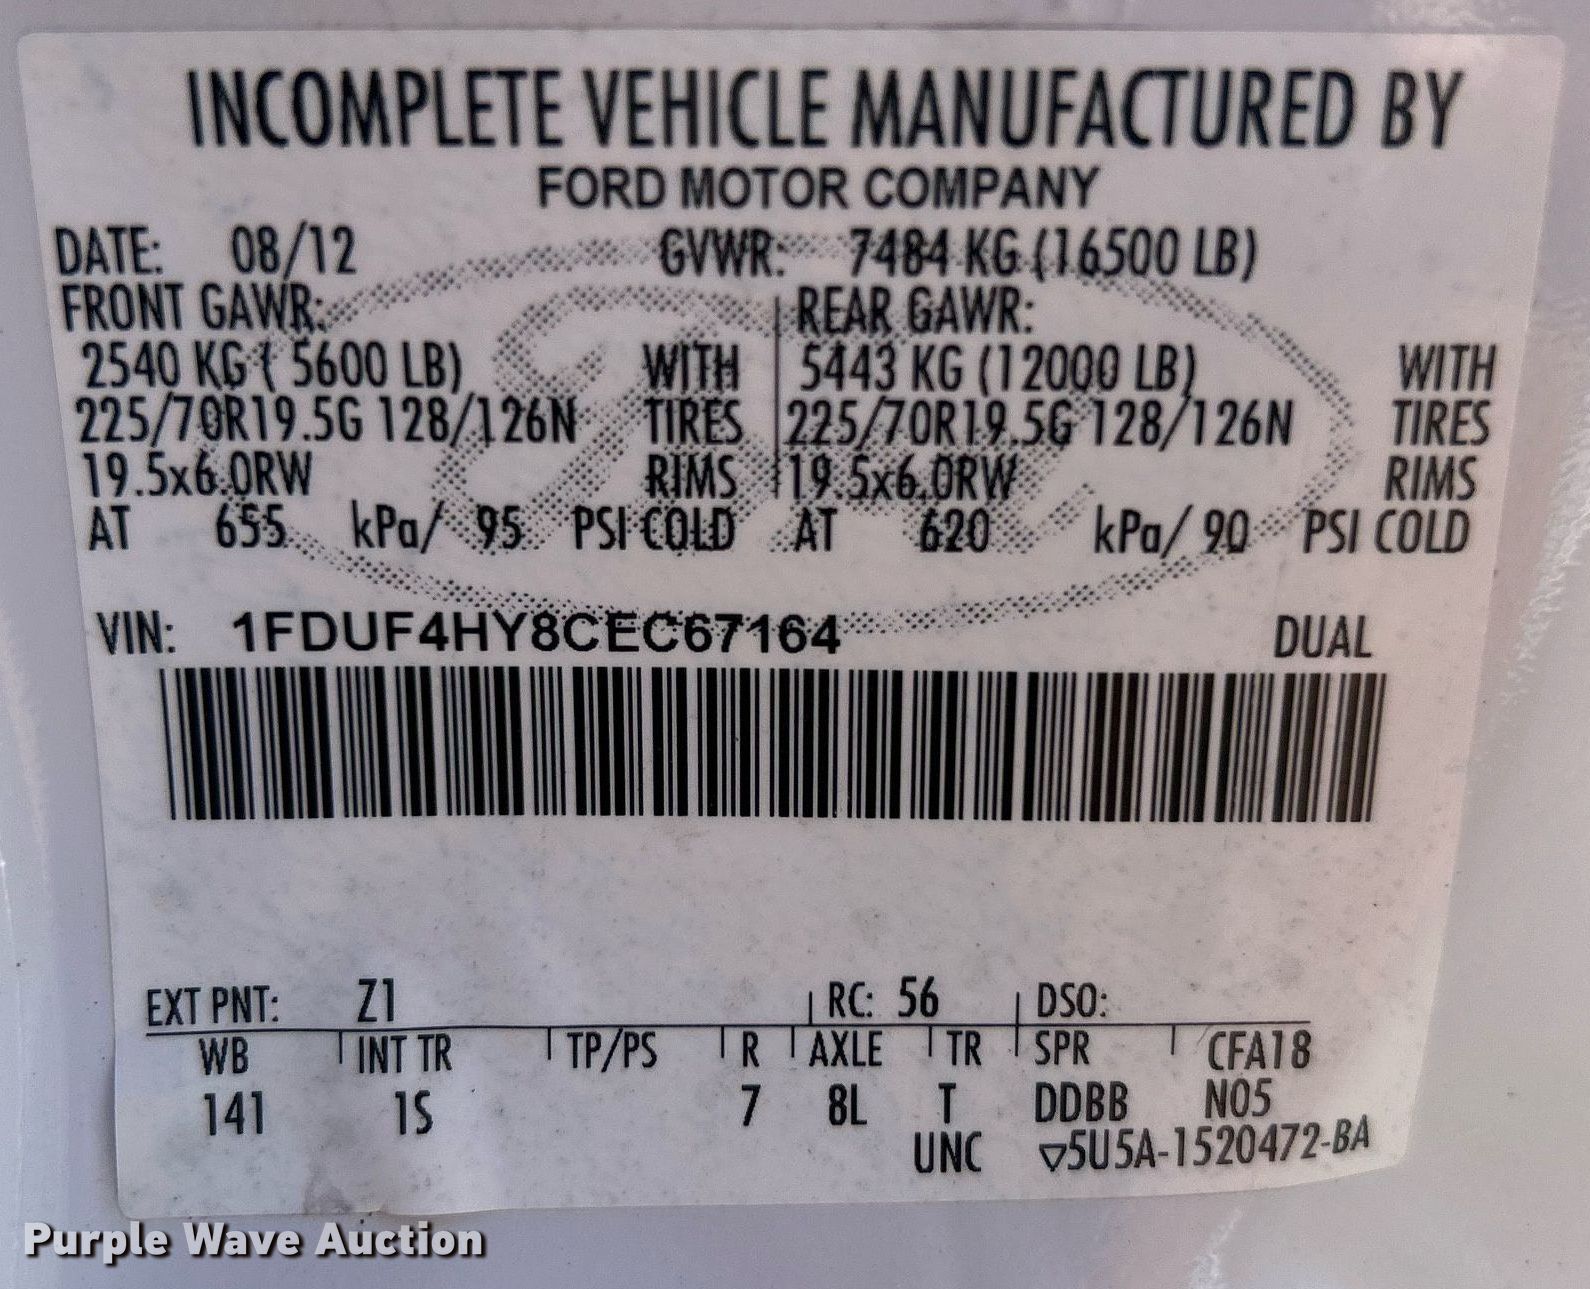 INCOMPLETE VEHICLE MANUFACTURED BY
FORD MOTOR COMPANY
DATE: 08/12 GVWR: 7484 KG (16500 LB)
FRONT GAWR: REAR GAWR:
2540 KG ( 5600 LB) WITH 5443 KG (12000 LB) WITH
225/70R19.5G 128/126N TIRES 225/70R19.5G 128/126N TIRES
19.5x6.0RW RIMS 19.5x6.0RW RIMS
AT 655 kPa/ 95 PSI COLD AT 620 kPa/ 90 PSI COLD
VIN: 1FDUF4HY8CEC67164 DUAL
EXT PNT: Z1 RC: 56 DSO:
WB INT TR TP/PS R AXLE TR SPR CFA18
141 1S 7 8L T DDBB N05
UNC ▽5U5A-1520472-BA
Purple Wave Auction